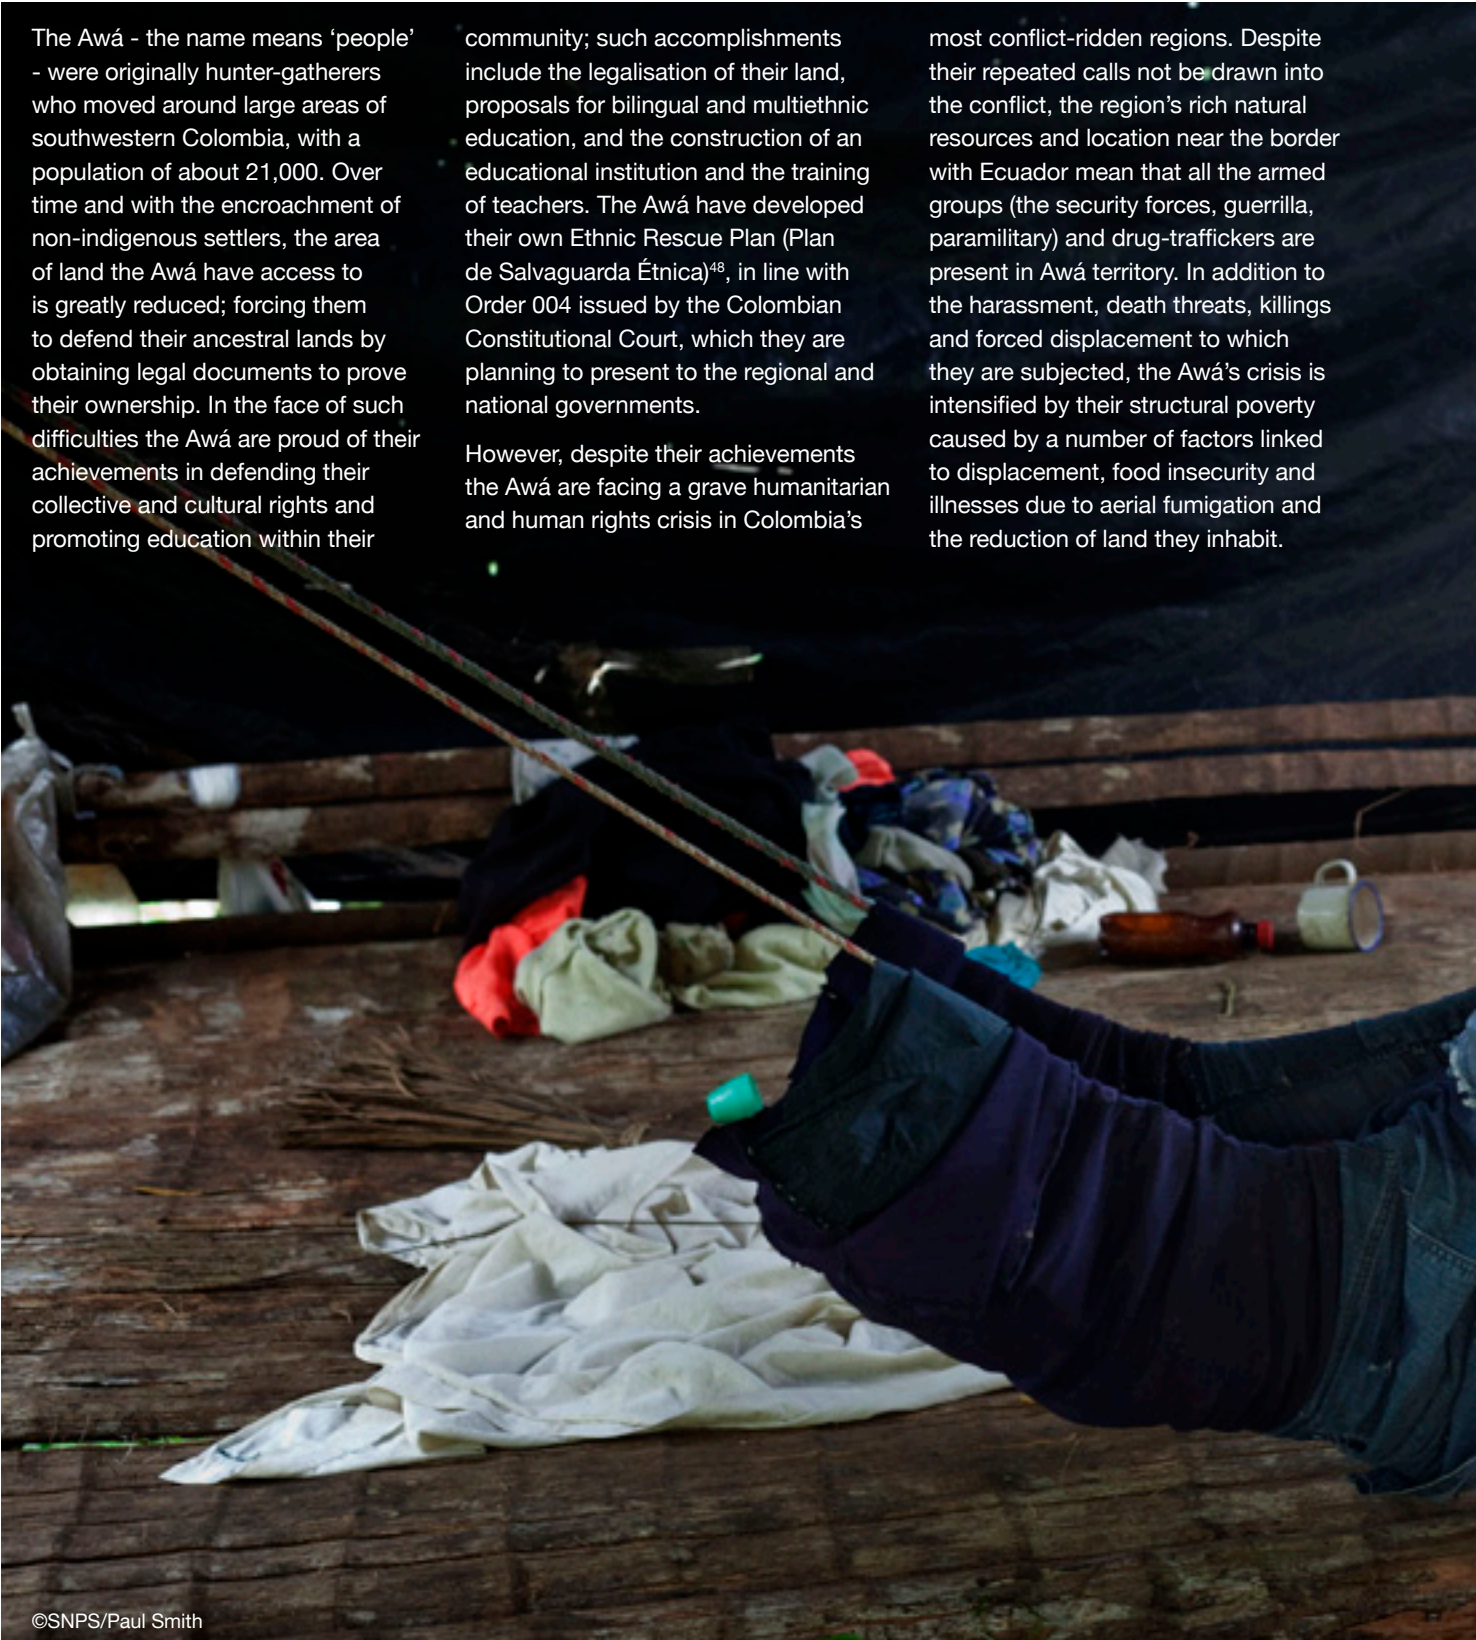 The Awá - the name means ‘people’
- were originally hunter-gatherers
who moved around large areas of
southwestern Colombia, with a
population of about 21,000. Over
time and with the encroachment of
non-indigenous settlers, the area
of land the Awá have access to
is greatly reduced; forcing them
to defend their ancestral lands by
obtaining legal documents to prove
their ownership. In the face of such
difficulties the Awá are proud of their
achievements in defending their
collective and cultural rights and
promoting education within their
community; such accomplishments
include the legalisation of their land,
proposals for bilingual and multiethnic
education, and the construction of an
educational institution and the training
of teachers. The Awá have developed
their own Ethnic Rescue Plan (Plan
de Salvaguarda Étnica)48, in line with
Order 004 issued by the Colombian
Constitutional Court, which they are
planning to present to the regional and
national governments.
However, despite their achievements
the Awá are facing a grave humanitarian
and human rights crisis in Colombia’s
most conflict-ridden regions. Despite
their repeated calls not be drawn into
the conflict, the region’s rich natural
resources and location near the border
with Ecuador mean that all the armed
groups (the security forces, guerrilla,
paramilitary) and drug-traffickers are
present in Awá territory. In addition to
the harassment, death threats, killings
and forced displacement to which
they are subjected, the Awá’s crisis is
intensified by their structural poverty
caused by a number of factors linked
to displacement, food insecurity and
illnesses due to aerial fumigation and
the reduction of land they inhabit.
©SNPS/Paul Smith